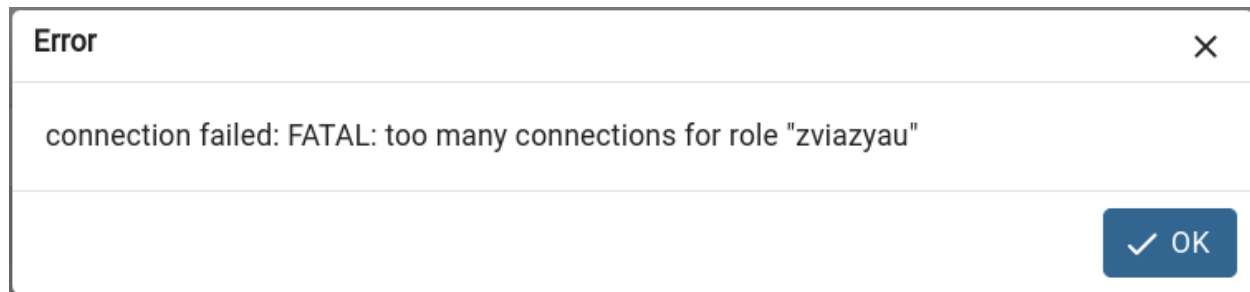 Error
connection failed: FATAL: too many connections for role "zviazyau"
OK